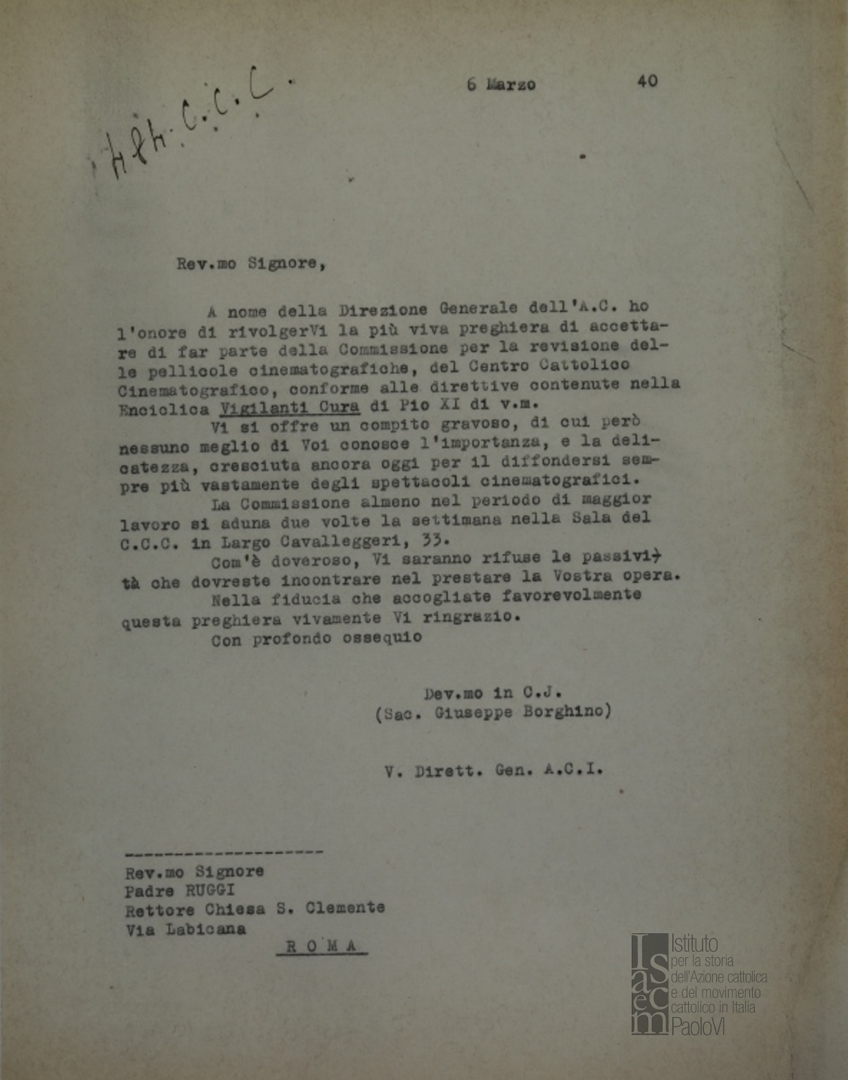 6 Marzo 40
484 C.C.C.
Rev.mo Signore,
A nome della Direzione Generale dell'A.C. ho
l'onore di rivolgerVi la più viva preghiera di accetta-
re di far parte della Commissione per la revisione del-
le pellicole cinematografiche, del Centro Cattolico
Cinematografico, conforme alle direttive contenute nella
Enciclica Vigilanti Cura di Pio XI di v.m.
Vi si offre un compito gravoso, di cui però
nessuno meglio di Voi conosce l'importanza, e la deli-
catezza, cresciuta ancora oggi per il diffondersi sem-
pre più vastamente degli spettacoli cinematografici.
La Commissione almeno nel periodo di maggior
lavoro si aduna due volte la settimana nella Sala del
C.C.C. in Largo Cavalleggeri, 33.
Com'è doveroso, Vi saranno rifuse le passivi-
tà che dovreste incontrare nel prestare la Vostra opera.
Nella fiducia che accogliate favorevolmente
questa preghiera vivamente Vi ringrazio.
Con profondo ossequio
Dev.mo in C.J.
(Sac. Giuseppe Borghino)
V. Dirett. Gen. A.C.I.
Rev.mo Signore
Padre RUGGI
Rettore Chiesa S. Clemente
Via Labicana
ROMA
Isacem
Istituto
per la storia
dell'Azione cattolica
e del movimento
cattolico in Italia
PaoloVI